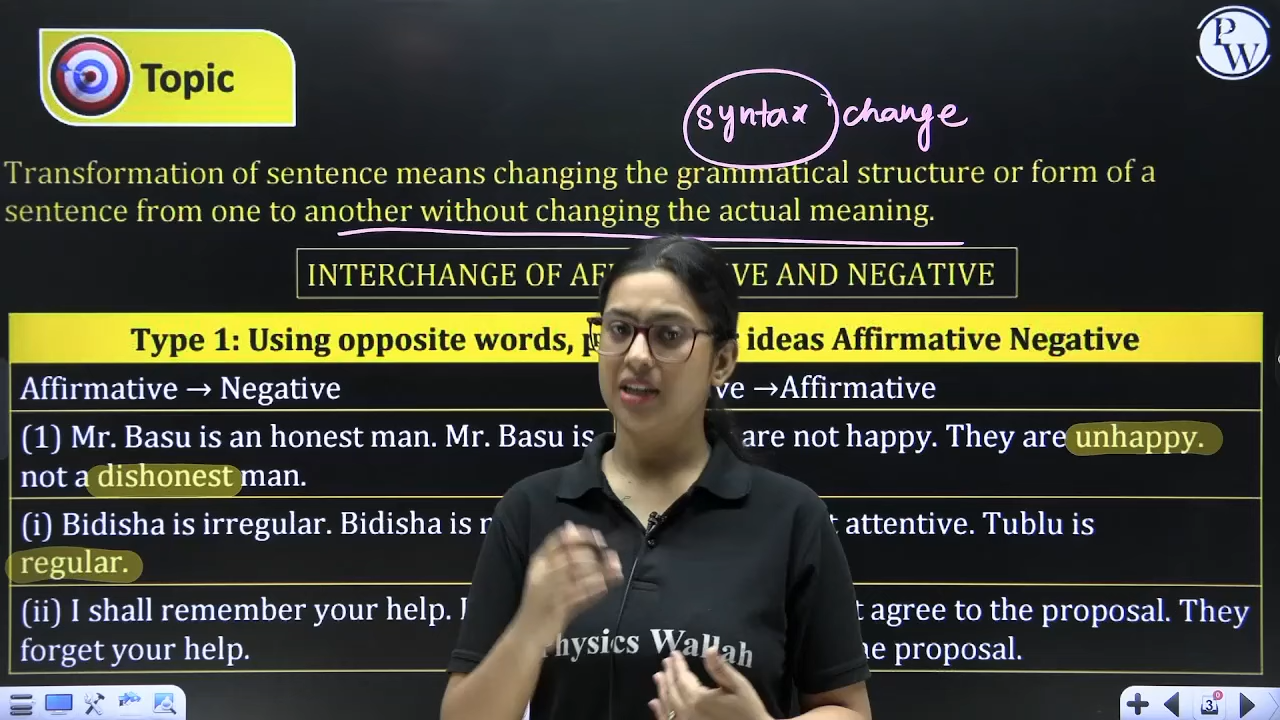 Topic
PW
syntax change
Transformation of sentence means changing the grammatical structure or form of a
sentence from one to another without changing the actual meaning.
INTERCHANGE OF AND NEGATIVE
Type 1: Using opposite words, ideas Affirmative Negative
Affirmative → Negative →Affirmative
(1) Mr. Basu is an honest man. Mr. Basu is are not happy. They are unhappy.
not a dishonest man.
(i) Bidisha is irregular. Bidisha is attentive. Tublu is
regular.
(ii) I shall remember your help. agree to the proposal. They
forget your help. proposal.
Physics Wallah
3